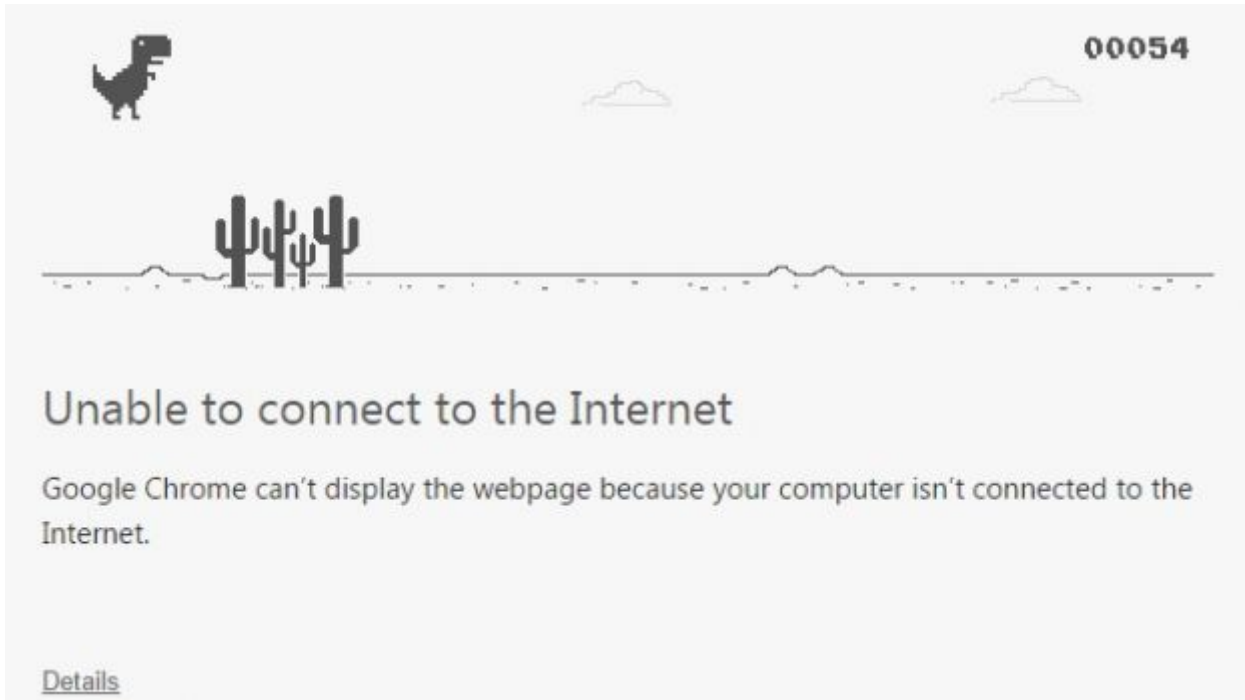 00054
Unable to connect to the Internet
Google Chrome can't display the webpage because your computer isn't connected to the
Internet.
Details